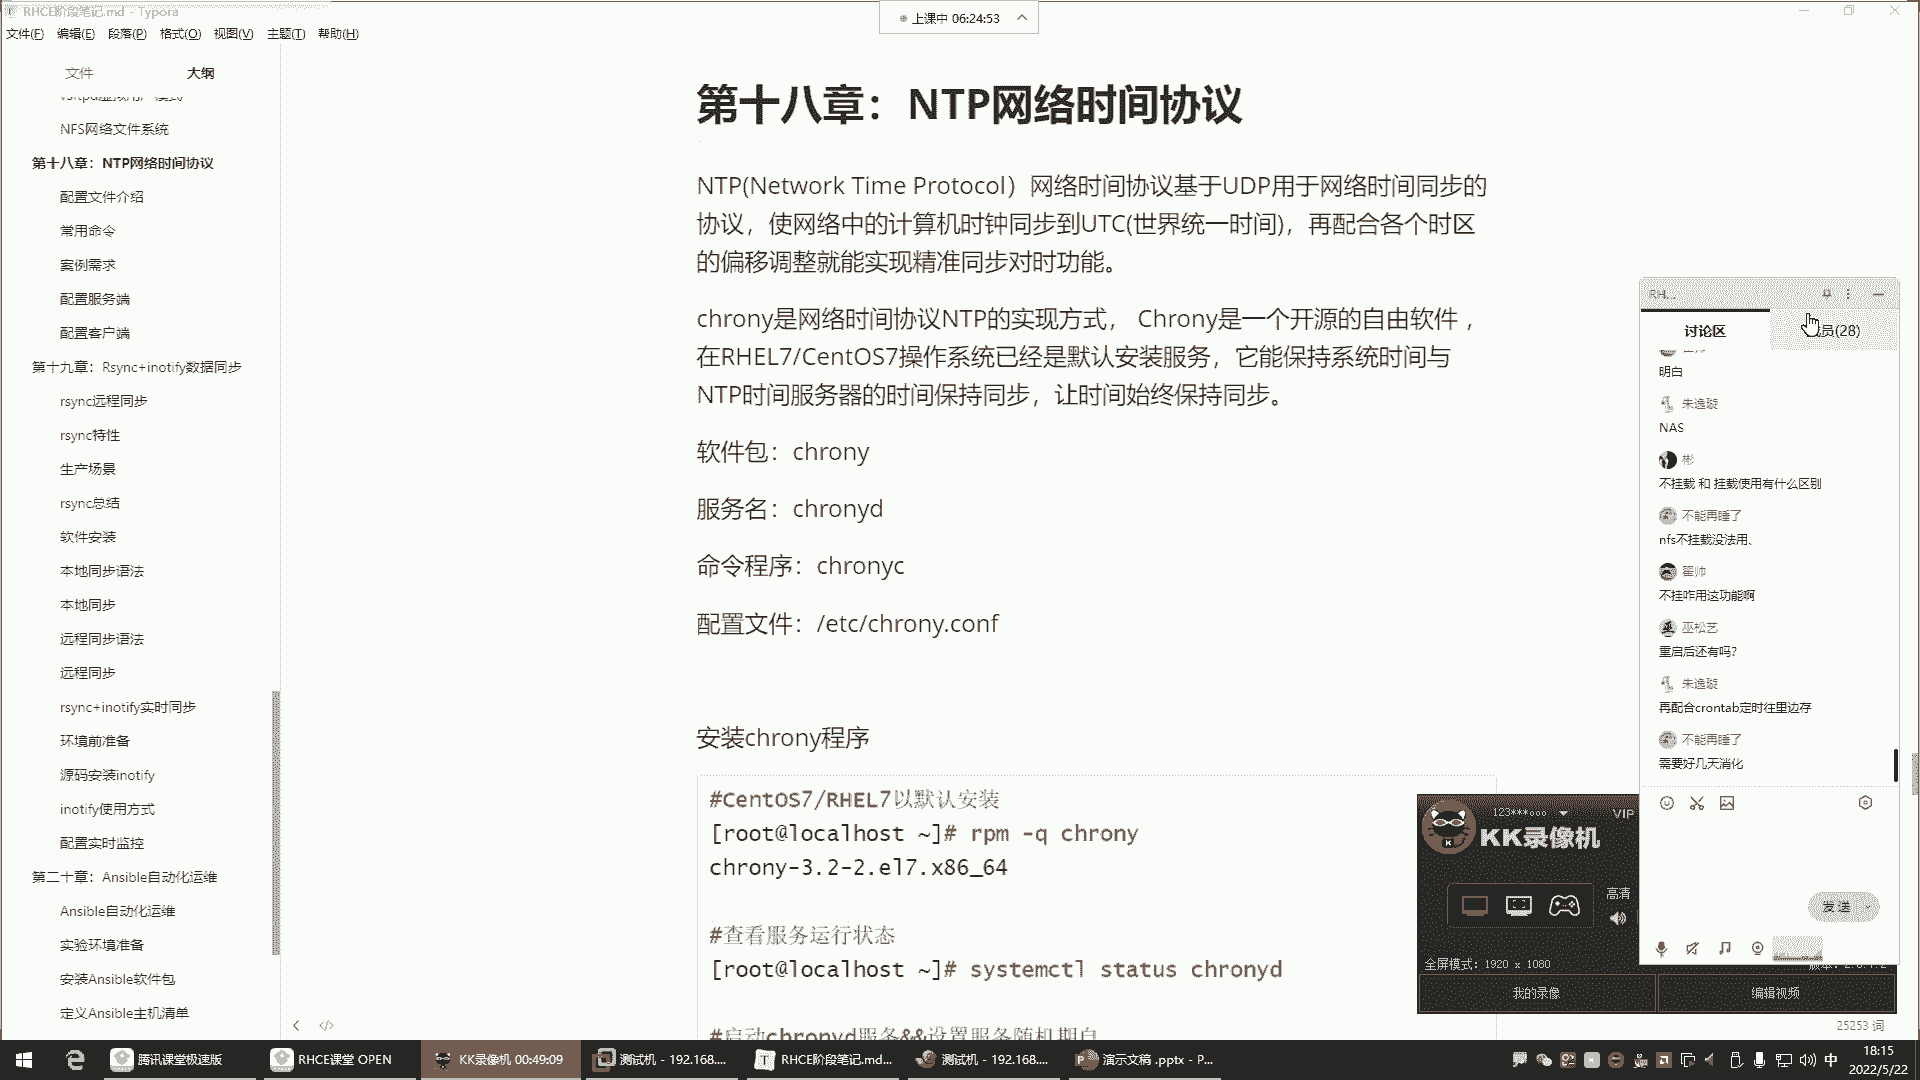 RHCE阶段笔记.md - Typora
上课中 06:24:53
文件(F) 编辑(E) 段落(P) 格式(O) 视图(V) 主题(T) 帮助(H)
文件 大纲
NFS网络文件系统
第十八章：NTP网络时间协议
配置文件介绍
常用命令
案例需求
配置服务端
配置客户端
第十九章：Rsync+inotify数据同步
rsync远程同步
rsync特性
生产场景
rsync总结
软件安装
本地同步语法
本地同步
远程同步语法
远程同步
rsync+inotify实时同步
环境前准备
源码安装inotify
inotify使用方式
配置实时监控
第二十章：Ansible自动化运维
Ansible自动化运维
实验环境准备
安装Ansible软件包
定义Ansible主机清单
第十八章：NTP网络时间协议
NTP(Network Time Protocol）网络时间协议基于UDP用于网络时间同步的
协议，使网络中的计算机时钟同步到UTC(世界统一时间)，再配合各个时区
的偏移调整就能实现精准同步对时功能。
chrony是网络时间协议NTP的实现方式， Chrony是一个开源的自由软件，
在RHEL7/CentOS7操作系统已经是默认安装服务，它能保持系统时间与
NTP时间服务器的时间保持同步，让时间始终保持同步。
软件包：chrony
服务名：chronyd
命令程序：chronyc
配置文件：/etc/chrony.conf
安装chrony程序
#CentOS7/RHEL7以默认安装
[root@localhost ~]# rpm -q chrony
chrony-3.2-2.el7.x86_64
#查看服务运行状态
[root@localhost ~]# systemctl status chronyd
#启动chronyd服务&&设置服务随机期自
RH...
讨论区 成员(28)
明白
朱逸璇
NAS
彬
不挂载 和 挂载使用有什么区别
不能再睡了
nfs不挂载没法用、
翟帅
不挂咋用这功能啊
巫松艺
重启后还有吗?
朱逸璇
再配合crontab定时往里边存
不能再睡了
需要好几天消化
发送
123***ooo VIP
KK录像机
高清
全屏模式：1920 x 1080
我的录像 编辑视频
25253 词
腾讯课堂极速版 RHCE课堂 OPEN KK录像机 00:49:09 测试机 - 192.168.... RHCE阶段笔记.md... 测试机 - 192.168.... 演示文稿 .pptx - P...
中
18:15
2022/5/22